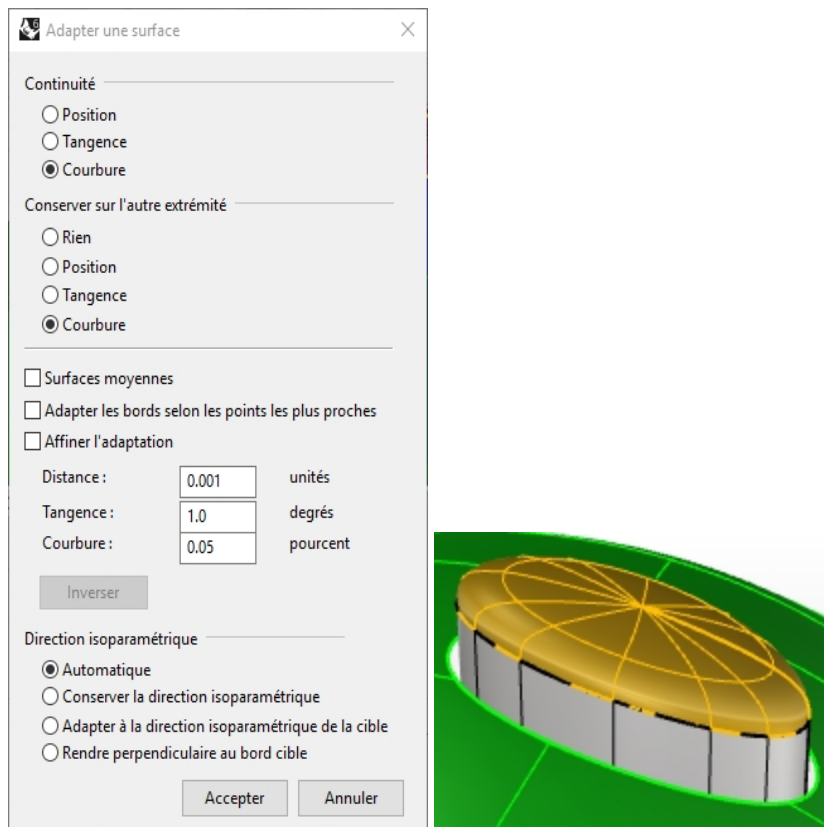 Adapter une surface
Continuité
Position
Tangence
Courbure
Conserver sur l'autre extrémité
Rien
Position
Tangence
Courbure
Surfaces moyennes
Adapter les bords selon les points les plus proches
Affiner l'adaptation
Distance : 0.001 unités
Tangence : 1.0 degrés
Courbure : 0.05 pourcent
Inverser
Direction isoparamétrique
Automatique
Conserver la direction isoparamétrique
Adapter à la direction isoparamétrique de la cible
Rendre perpendiculaire au bord cible
Accepter Annuler